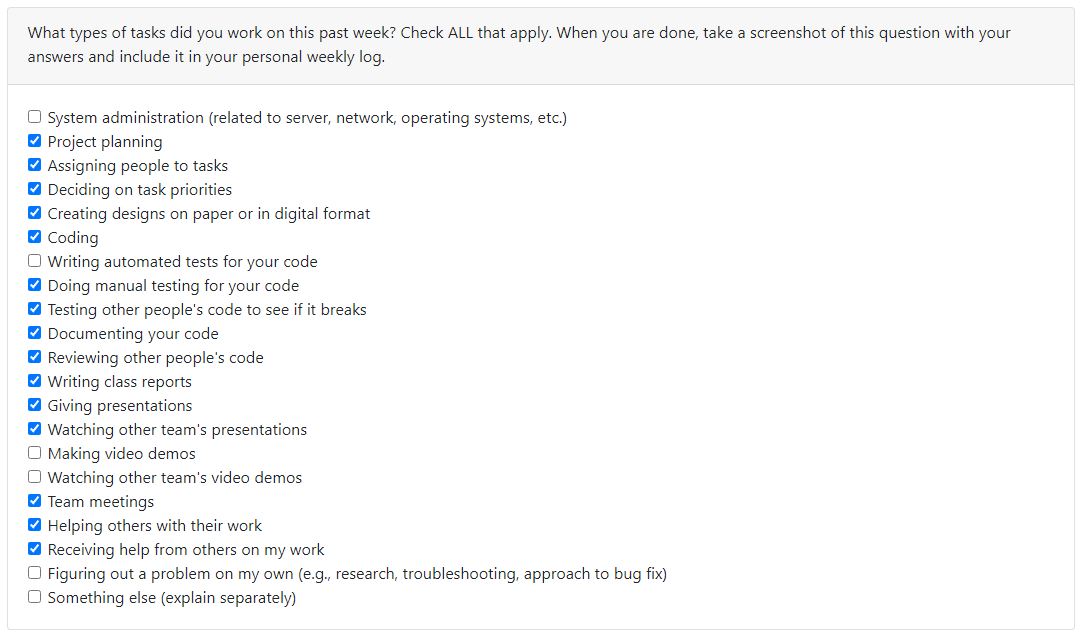 What types of tasks did you work on this past week? Check ALL that apply. When you are done, take a screenshot of this question with your
answers and include it in your personal weekly log.
System administration (related to server, network, operating systems, etc.)
Project planning
Assigning people to tasks
Deciding on task priorities
Creating designs on paper or in digital format
Coding
Writing automated tests for your code
Doing manual testing for your code
Testing other people's code to see if it breaks
Documenting your code
Reviewing other people's code
Writing class reports
Giving presentations
Watching other team's presentations
Making video demos
Watching other team's video demos
Team meetings
Helping others with their work
Receiving help from others on my work
Figuring out a problem on my own (e.g., research, troubleshooting, approach to bug fix)
Something else (explain separately)